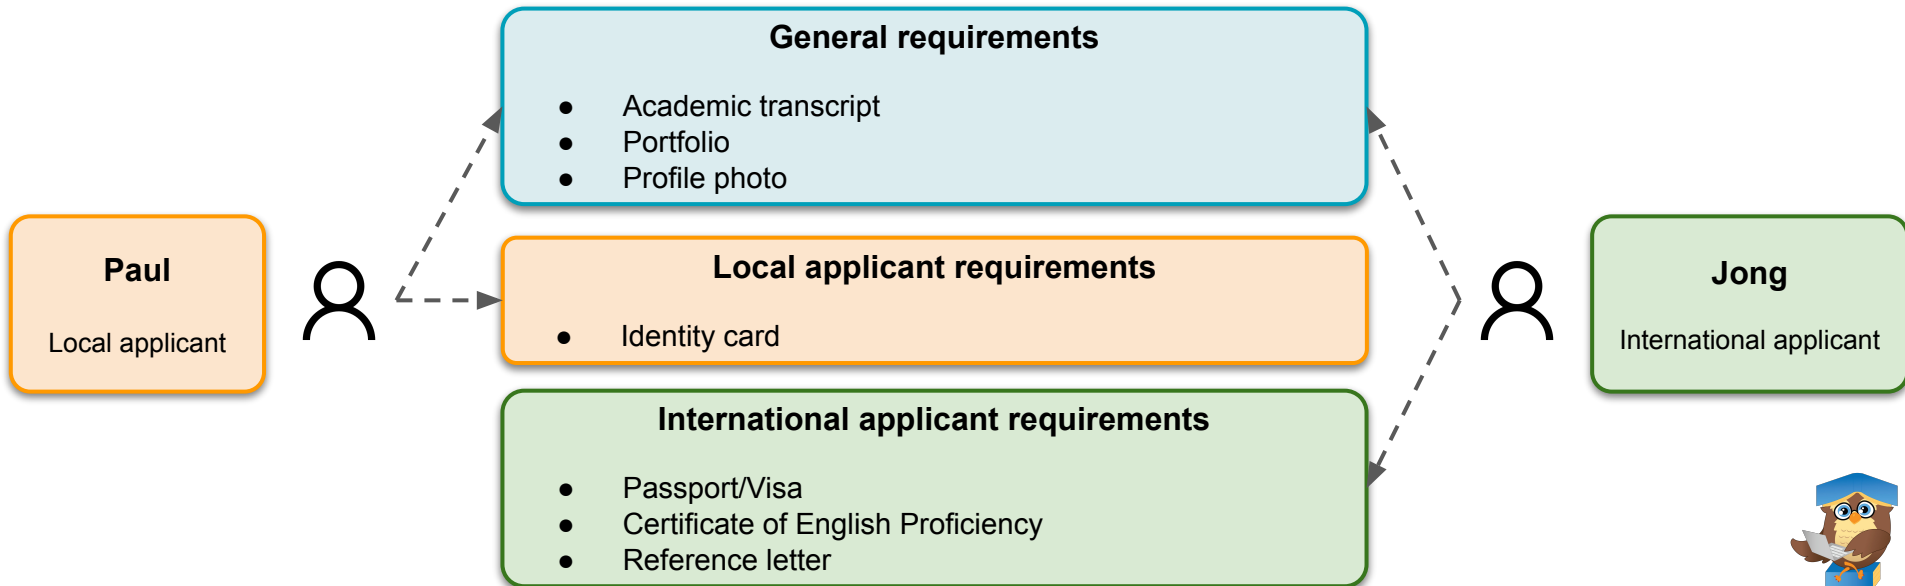 General requirements
● Academic transcript
● Portfolio
● Profile photo
Paul
Local applicant
Local applicant requirements
● Identity card
Jong
International applicant
International applicant requirements
● Passport/Visa
● Certificate of English Proficiency
● Reference letter